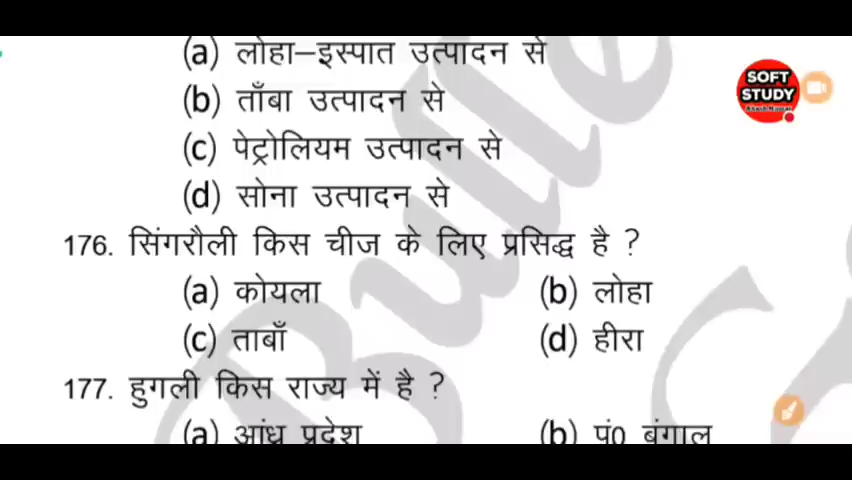 (a) लोहा–इस्पात उत्पादन से
SOFT
STUDY
(b) ताँबा उत्पादन से
(c) पेट्रोलियम उत्पादन से
(d) सोना उत्पादन से
176. सिंगरौली किस चीज के लिए प्रसिद्ध है ?
(a) कोयला (b) लोहा
(c) ताबाँ (d) हीरा
177. हुगली किस राज्य में है ?
(a) आंध्र प्रदेश (b) पं0 बंगाल